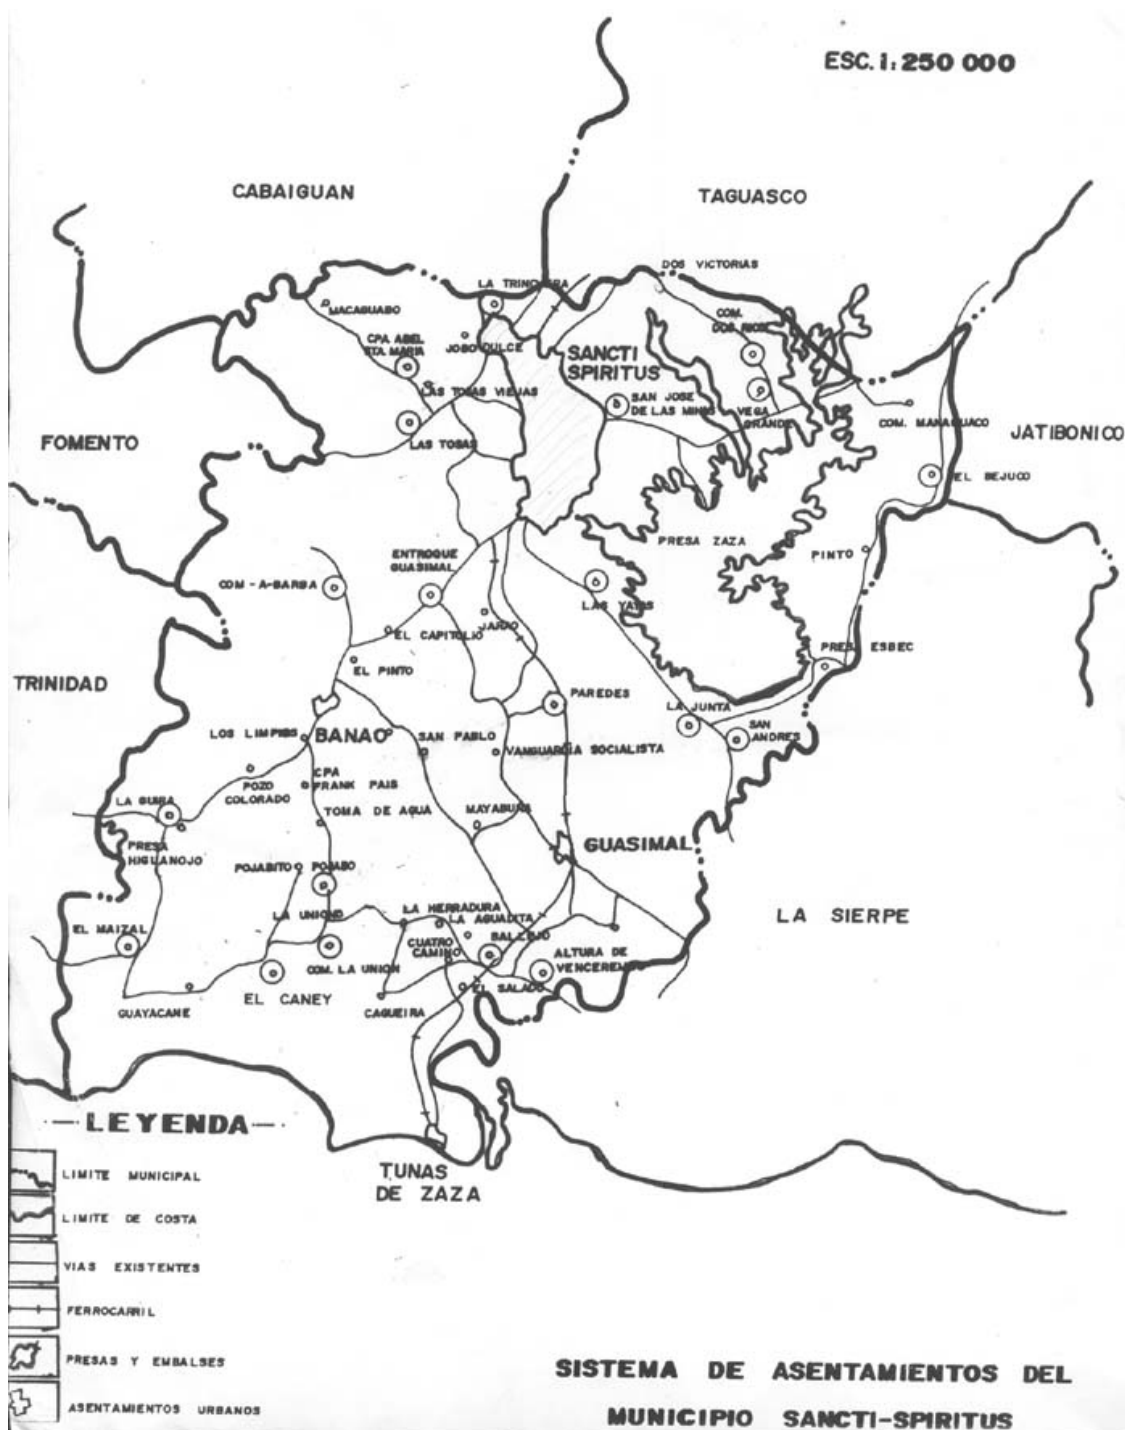 ESC. 1: 250 000
CABAIGUAN
TAGUASCO
DOS VICTORIAS
LA TRINCHERA
MACAGUABO
COM.
DOS RIOS
CPA ABEL
STA. MARIA
JOBO DULCE
SANCTI
SPIRITUS
LAS TOSAS VIEJAS
SAN JOSE
DE LAS MINAS
VEGA
GRANDE
COM. MANAGUACO
FOMENTO
LAS TOSAS
JATIBONICO
EL BEJUCO
PRESA ZAZA
PINTO
ENTROQUE
GUASIMAL
COM-A-BARBA
LAS YAYAS
EL CAPITOLIO
JARAO
PRESA ESBEC
EL PINTO
TRINIDAD
PAREDES
LA JUNTA
SAN
ANDRES
LOS LIMPIOS
BANAO
SAN PABLO
VANGUARDIA SOCIALISTA
CPA
FRANK PAIS
POZO
COLORADO
LA GUIRA
TOMA DE AGUA
MAYABUNA
PRESA
HIGUANOJO
GUASIMAL
POJABITO
POJABO
LA UNION
LA HERRADURA
LA AGUADITA
LA SIERPE
EL MAIZAL
CUATRO
CAMINO
ALTURA DE
VENCEREMOS
COM. LA UNION
EL CANEY
EL SALADO
GUAYACANE
CAGUEIRA
LEYENDA
TUNAS
DE ZAZA
LIMITE MUNICIPAL
LIMITE DE COSTA
VIAS EXISTENTES
FERROCARRIL
PRESAS Y EMBALSES
ASENTAMIENTOS URBANOS
SISTEMA DE ASENTAMIENTOS DEL
MUNICIPIO SANCTI-SPIRITUS